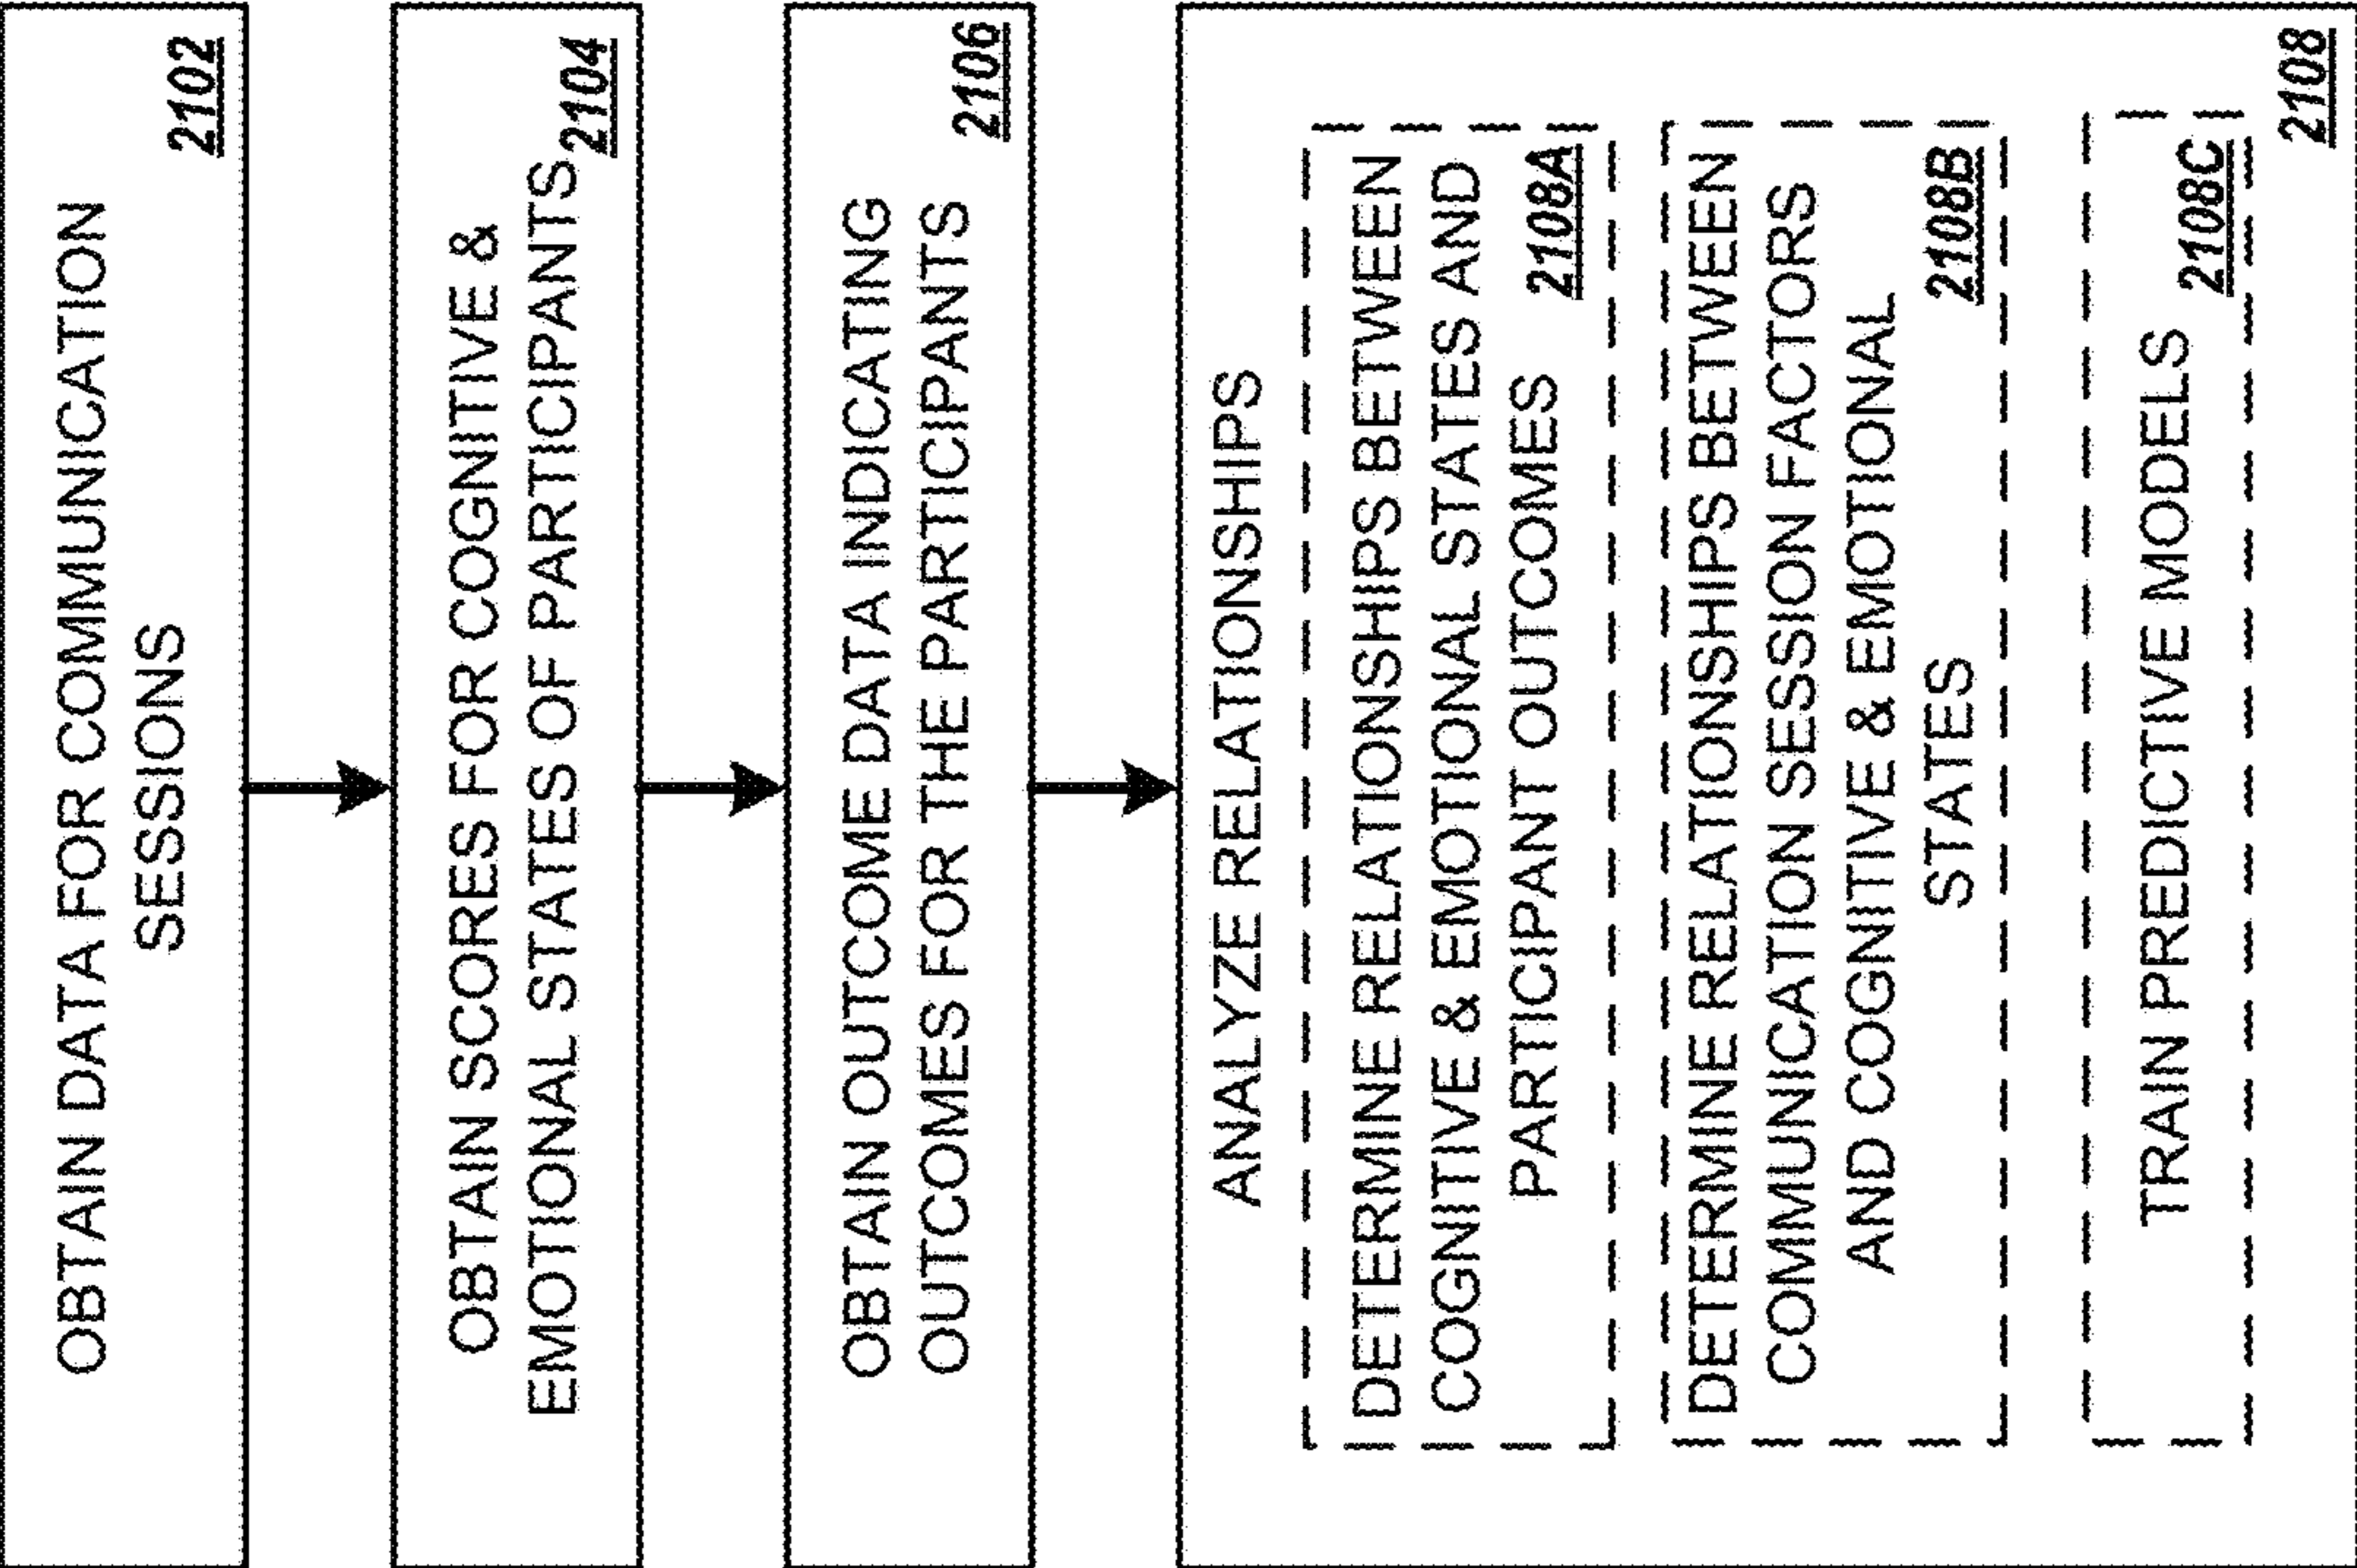 OBTAIN DATA FOR COMMUNICATION
SESSIONS
2102
OBTAIN SCORES FOR COGNITIVE &
EMOTIONAL STATES OF PARTICIPANTS
2104
OBTAIN OUTCOME DATA INDICATING
OUTCOMES FOR THE PARTICIPANTS
2106
ANALYZE RELATIONSHIPS
DETERMINE RELATIONSHIPS BETWEEN
COGNITIVE & EMOTIONAL STATES AND
PARTICIPANT OUTCOMES
2108A
DETERMINE RELATIONSHIPS BETWEEN
COMMUNICATION SESSION FACTORS
AND COGNITIVE & EMOTIONAL
STATES
2108B
TRAIN PREDICTIVE MODELS
2108C
2108